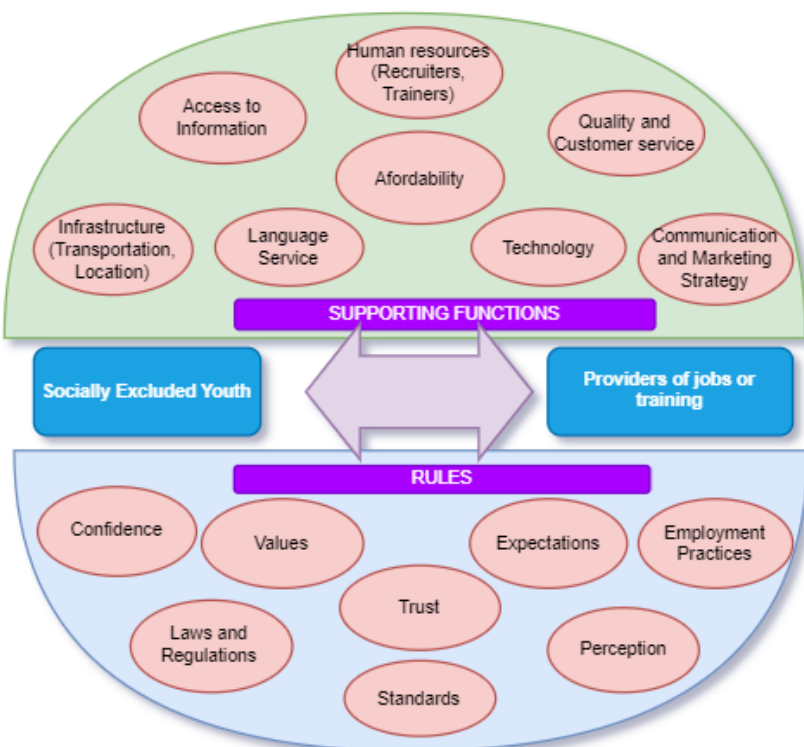 Human resources
(Recruiters,
Trainers)
Access to
Information
Quality and
Customer service
Afordability
Infrastructure
(Transportation,
Location)
Language
Service
Technology
Communication
and Marketing
Strategy
SUPPORTING FUNCTIONS
Socially Excluded Youth
Providers of jobs or
training
RULES
Confidence
Values
Expectations
Employment
Practices
Trust
Laws and
Regulations
Perception
Standards